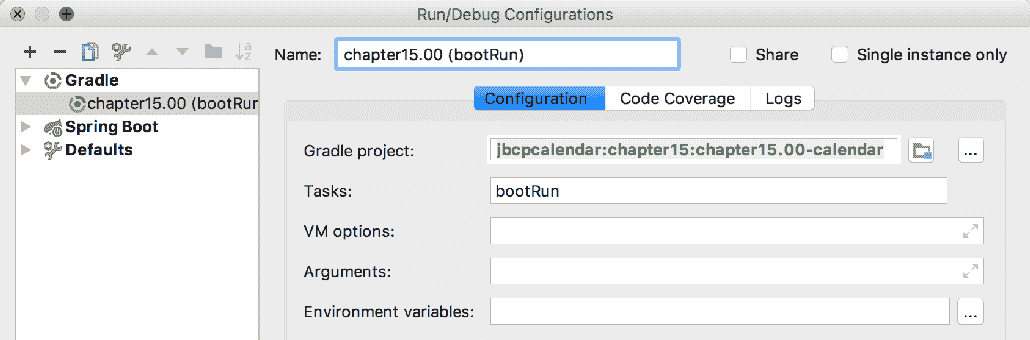 Run/Debug Configurations
Name: chapter15.00 (bootRun) Share Single instance only
Gradle
chapter15.00 (bootRur
Spring Boot
Defaults
Configuration Code Coverage Logs
Gradle project: jbcpcalendar:chapter15:chapter15.00-calendar ...
Tasks: bootRun
VM options:
Arguments:
Environment variables: ...